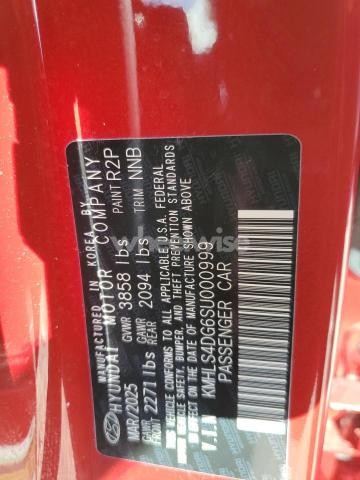 MANUFACTURED IN KOREA BY
HYUNDAI MOTOR COMPANY
MAR/2025 GVWR 3858 lbs PAINT R2P
GAWR FRONT 2271 lbs GAWR REAR 2094 lbs TRIM NNB
THIS VEHICLE CONFORMS TO ALL APPLICABLE U.S.A. FEDERAL
MOTOR VEHICLE SAFETY, BUMPER, AND THEFT PREVENTION STANDARDS
IN EFFECT ON THE DATE OF MANUFACTURE SHOWN ABOVE
V.I.N: KMHLS4DG6SU000999
PASSENGER CAR